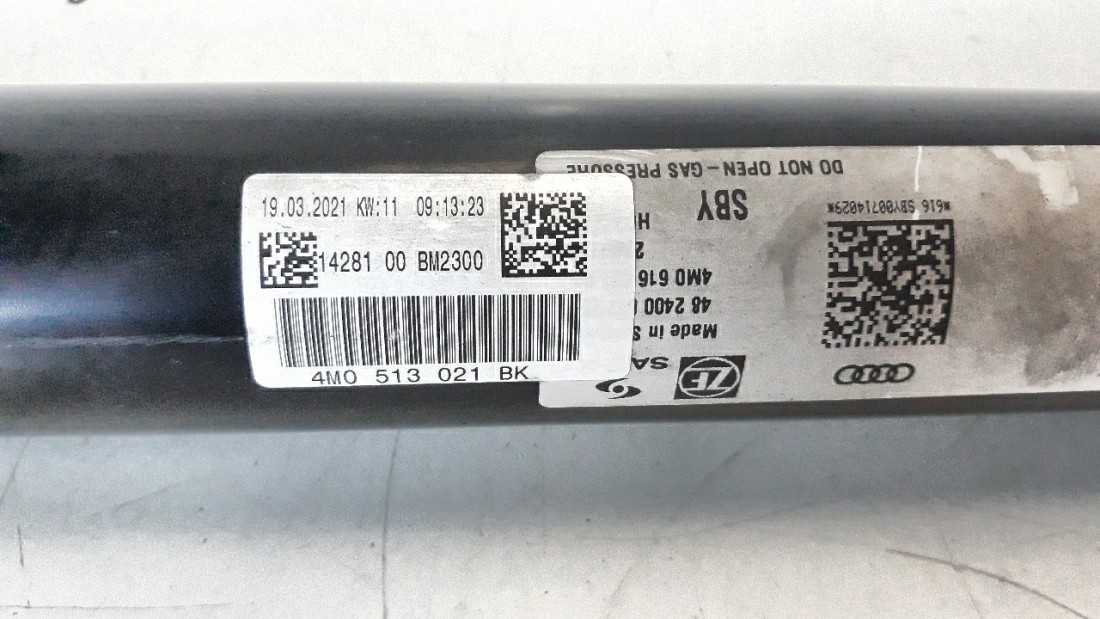 19.03.2021 KW:11 09:13:23
14281 00 BM2300
4M0 513 021 BK
DO NOT OPEN - GAS PRESSURE
SBY
*616 SBY00714029*
4M0 616
48 2400
Made in
ZF